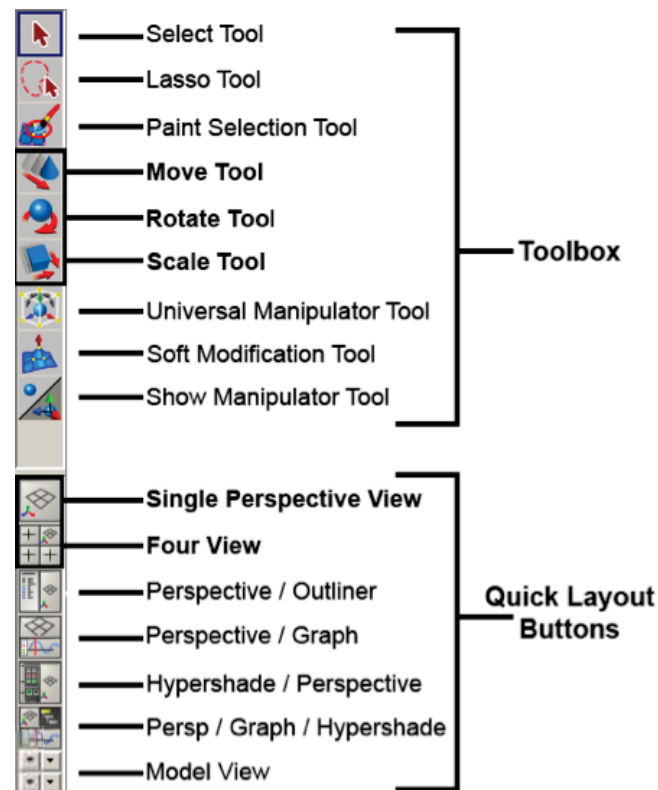 Select Tool
Lasso Tool
Paint Selection Tool
Move Tool
Rotate Tool
Scale Tool
Universal Manipulator Tool
Soft Modification Tool
Show Manipulator Tool
Toolbox
Single Perspective View
Four View
Perspective / Outliner
Perspective / Graph
Hypershade / Perspective
Persp / Graph / Hypershade
Model View
Quick Layout
Buttons